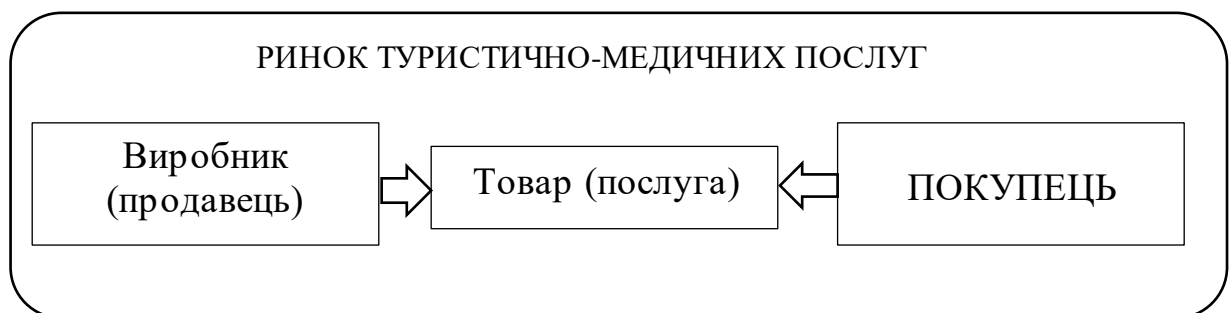 РИНОК ТУРИСТИЧНО-МЕДИЧНИХ ПОСЛУГ
Виробник
(продавець)
Товар (послуга)
ПОКУПЕЦЬ